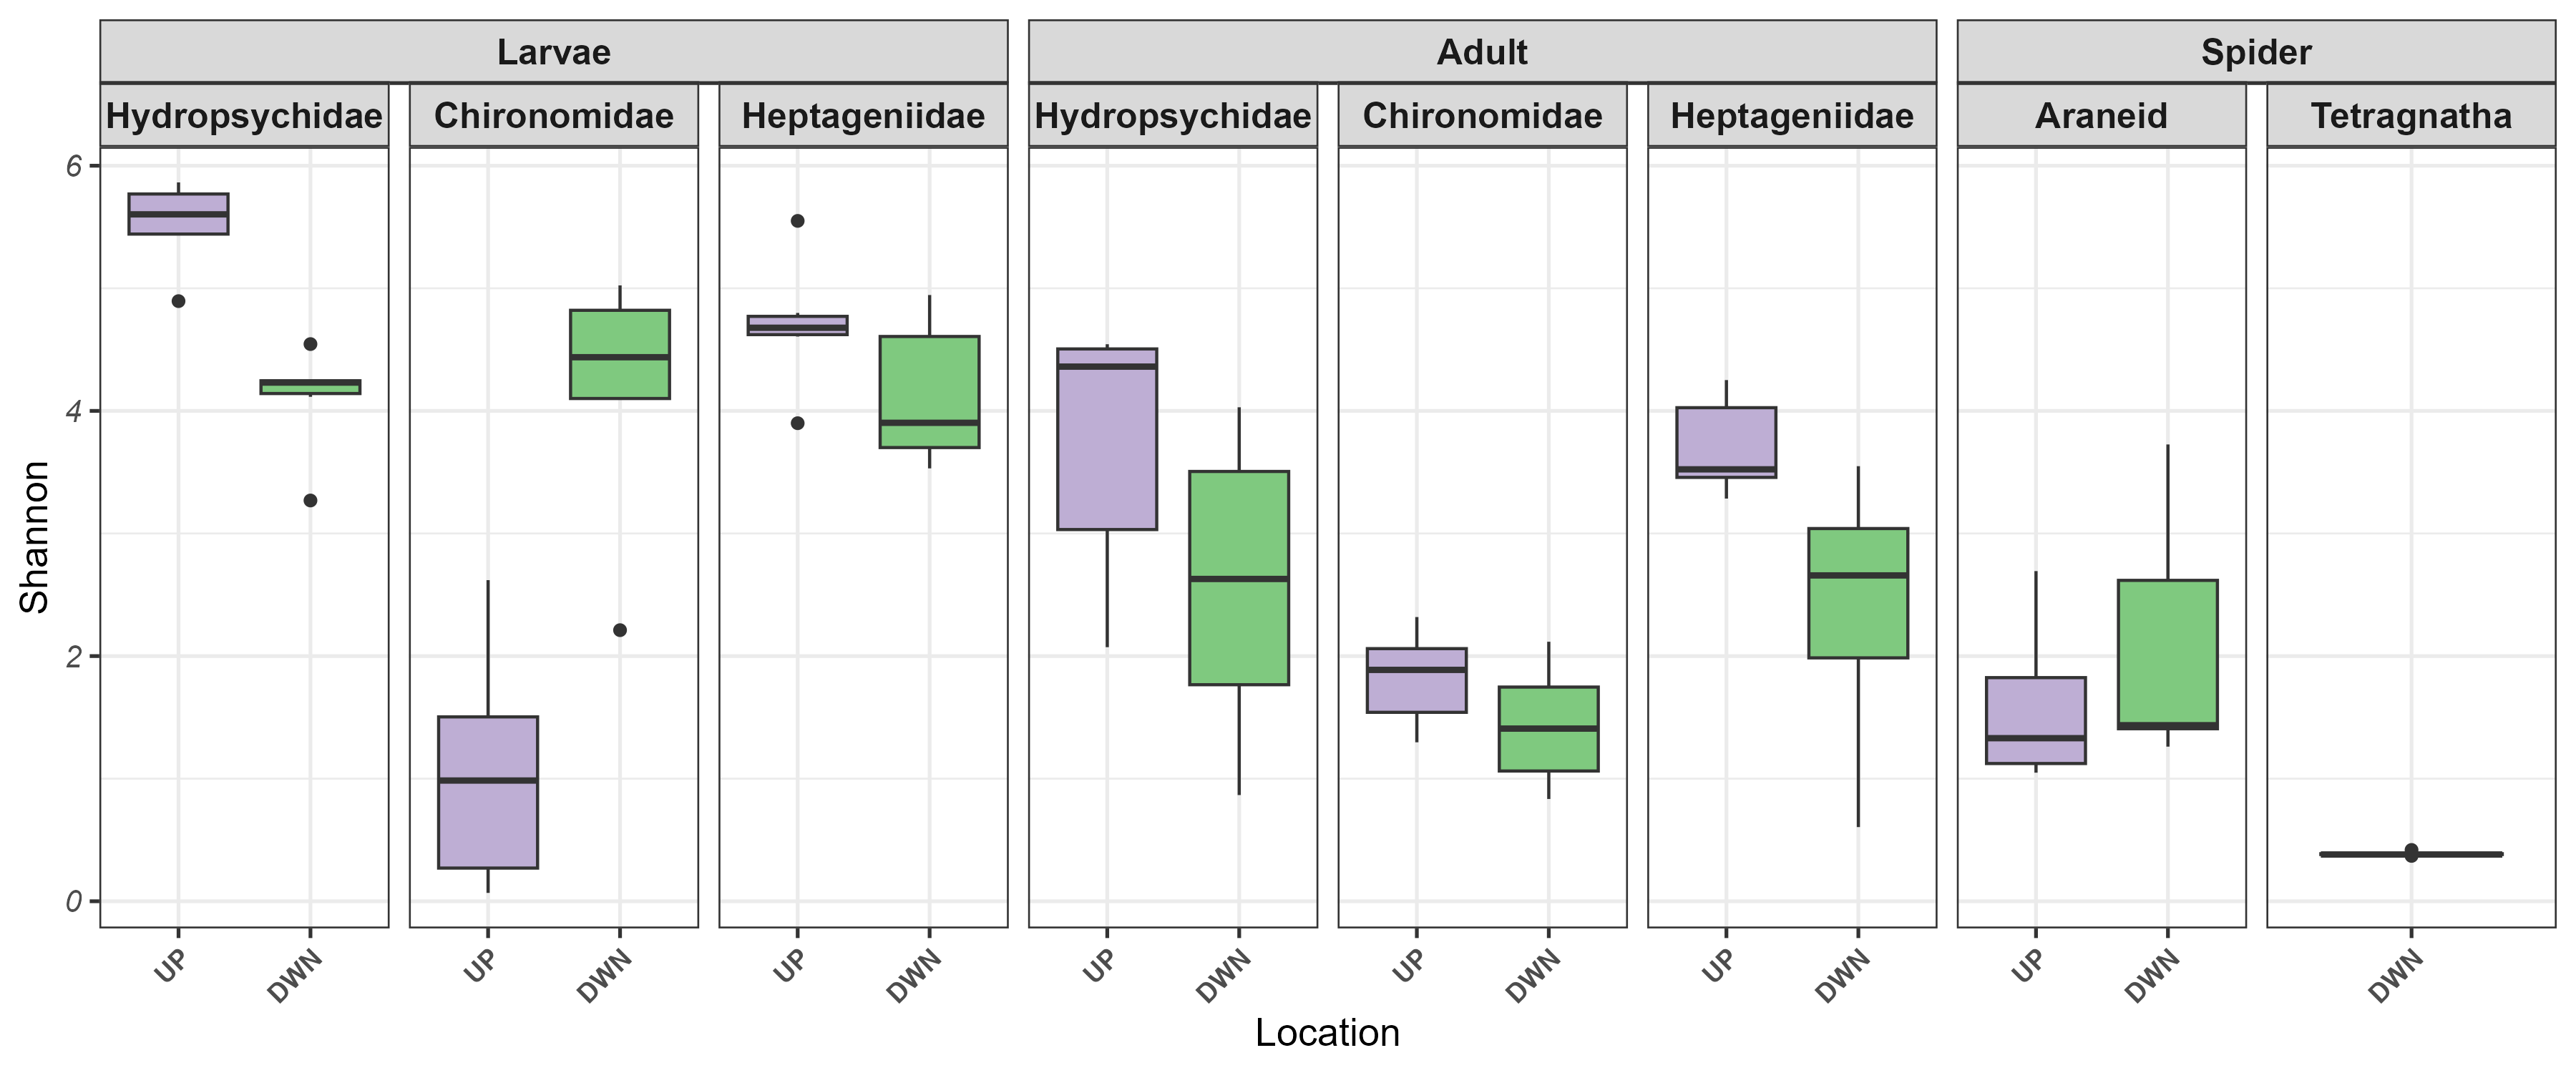 Larvae Adult Spider
Hydropsychidae Chironomidae Heptageniidae Hydropsychidae Chironomidae Heptageniidae Araneid Tetragnatha
6
4
2
0
Shannon
UP DWN UP DWN UP DWN UP DWN UP DWN UP DWN UP DWN DWN
Location